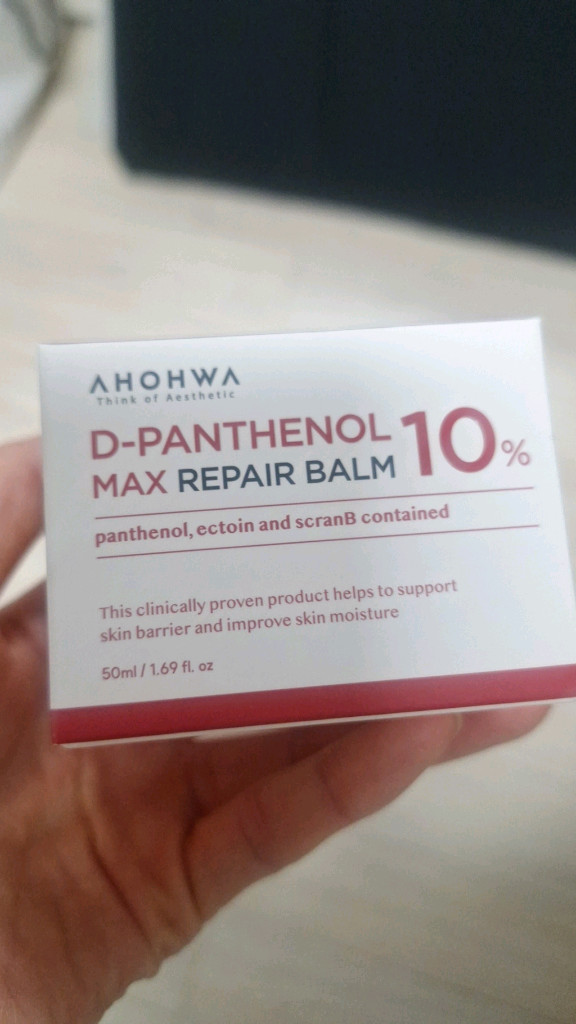 AHOHWA
Think of Aesthetic
D-PANTHENOL 10%
MAX REPAIR BALM
panthenol, ectoin and scranB contained
This clinically proven product helps to support
skin barrier and improve skin moisture
50ml / 1.69 fl. oz